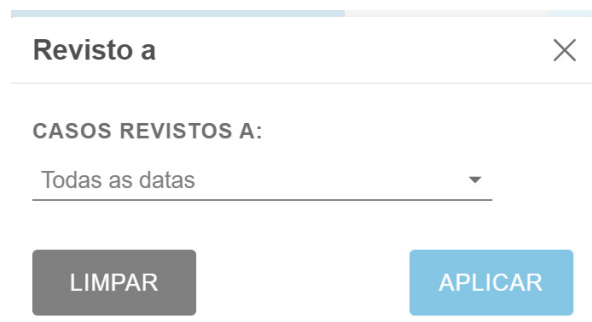 Revisto a
CASOS REVISTOS A:
Todas as datas
LIMPAR
APLICAR